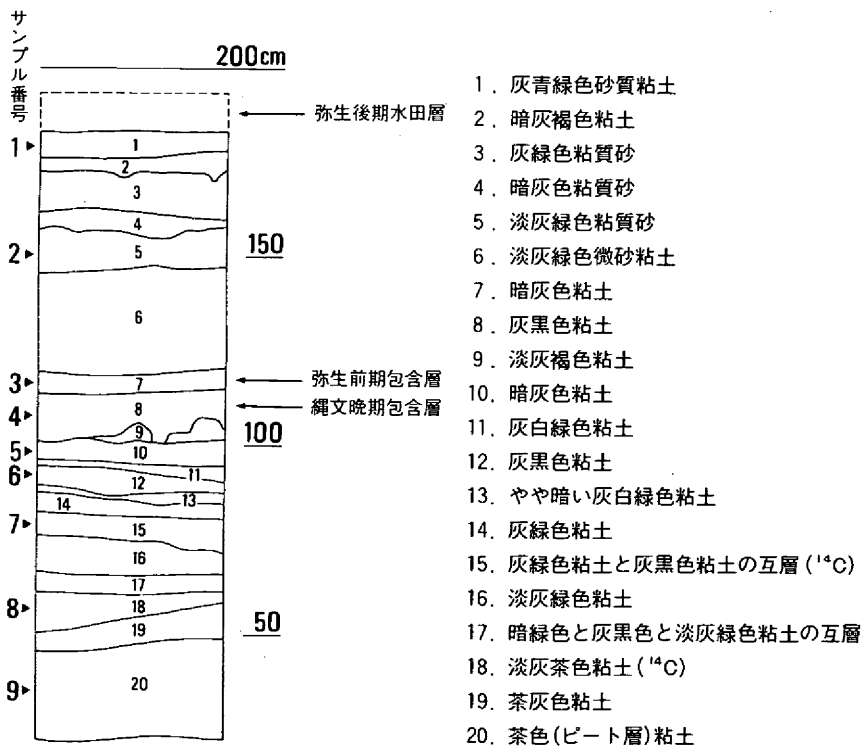 サンプル番号
200cm
弥生後期水田層
1
1
2
3
4
150
2
5
6
弥生前期包含層
3
7
縄文晩期包含層
8
4
9
100
10
5
11
6
12
13
14
7
15
16
17
18
8
50
19
9
20
1. 灰青緑色砂質粘土
2. 暗灰褐色粘土
3. 灰緑色粘質砂
4. 暗灰色粘質砂
5. 淡灰緑色粘質砂
6. 淡灰緑色微砂粘土
7. 暗灰色粘土
8. 灰黒色粘土
9. 淡灰褐色粘土
10. 暗灰色粘土
11. 灰白緑色粘土
12. 灰黒色粘土
13. やや暗い灰白緑色粘土
14. 灰緑色粘土
15. 灰緑色粘土と灰黒色粘土の互層(¹⁴C)
16. 淡灰緑色粘土
17. 暗緑色と灰黒色と淡灰緑色粘土の互層
18. 淡灰茶色粘土(¹⁴C)
19. 茶灰色粘土
20. 茶色(ピート層)粘土